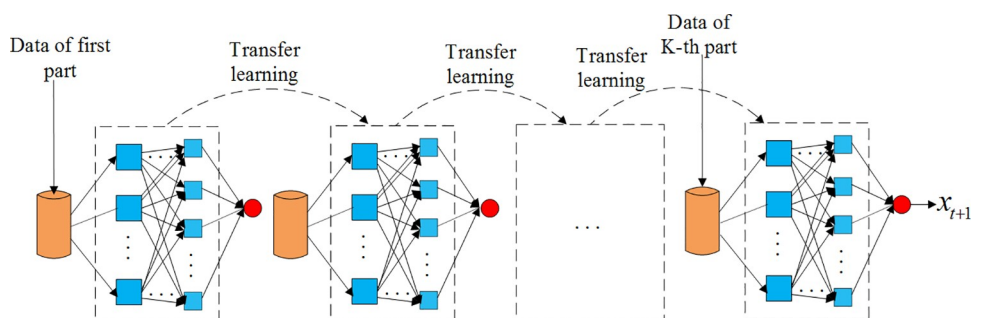 Data of first
part
Transfer
learning
Transfer
learning
Transfer
learning
Data of
K-th part
x_{t+1}